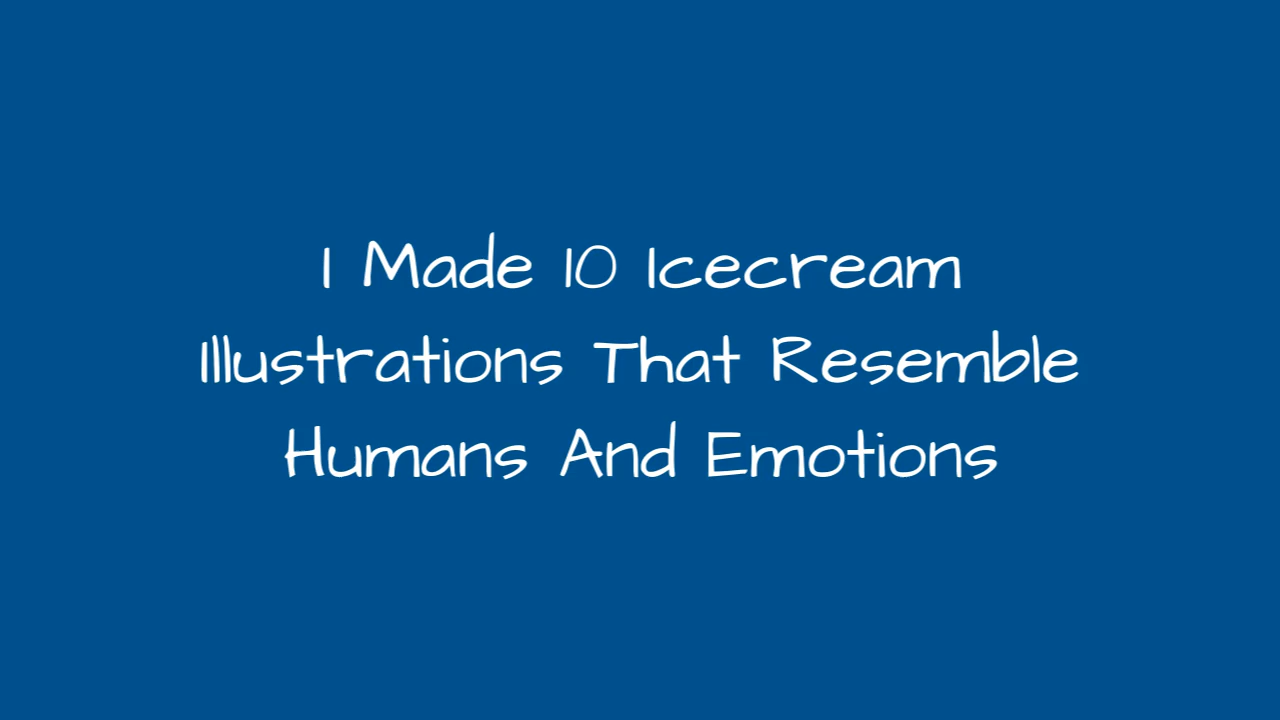 I Made 10 Icecream
Illustrations That Resemble
Humans And Emotions